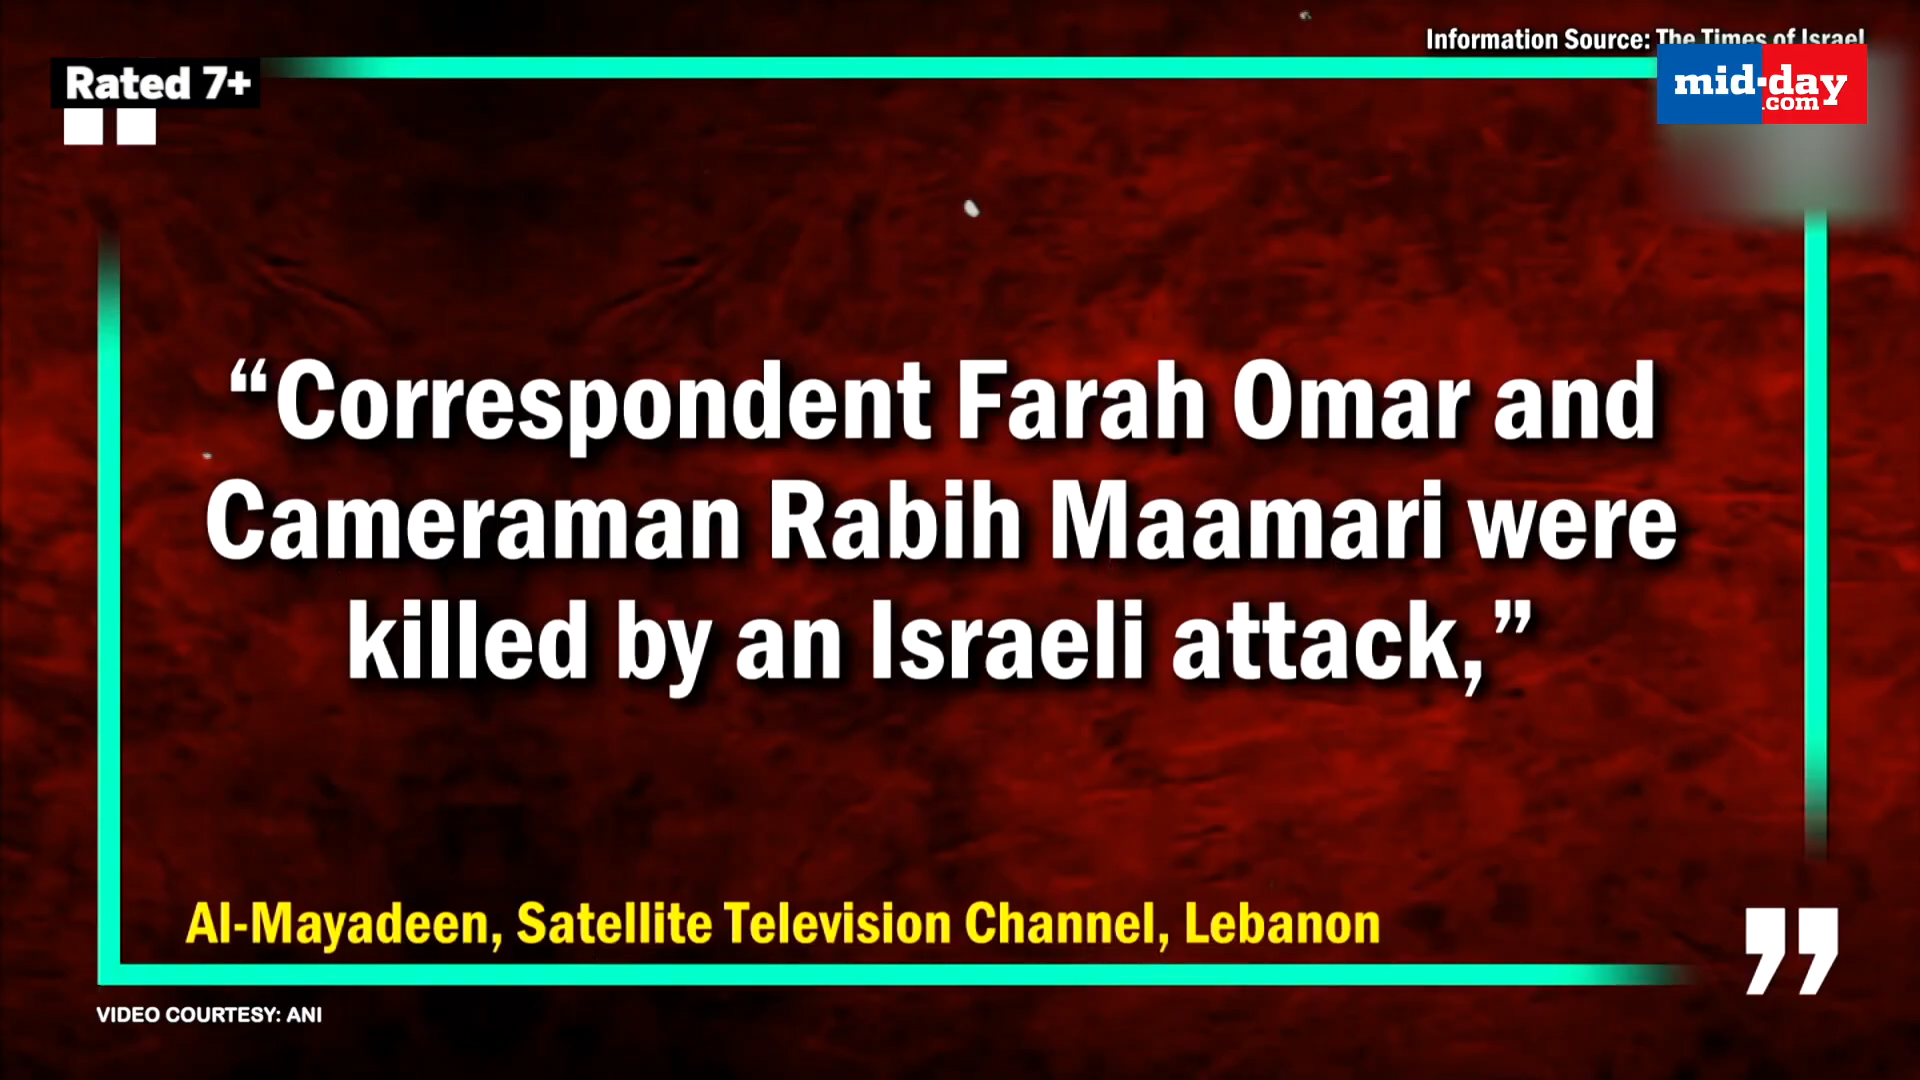 Information Source: The Times of Israel
Rated 7+
mid-day
.com
“Correspondent Farah Omar and
Cameraman Rabih Maamari were
killed by an Israeli attack,”
Al-Mayadeen, Satellite Television Channel, Lebanon
VIDEO COURTESY: ANI